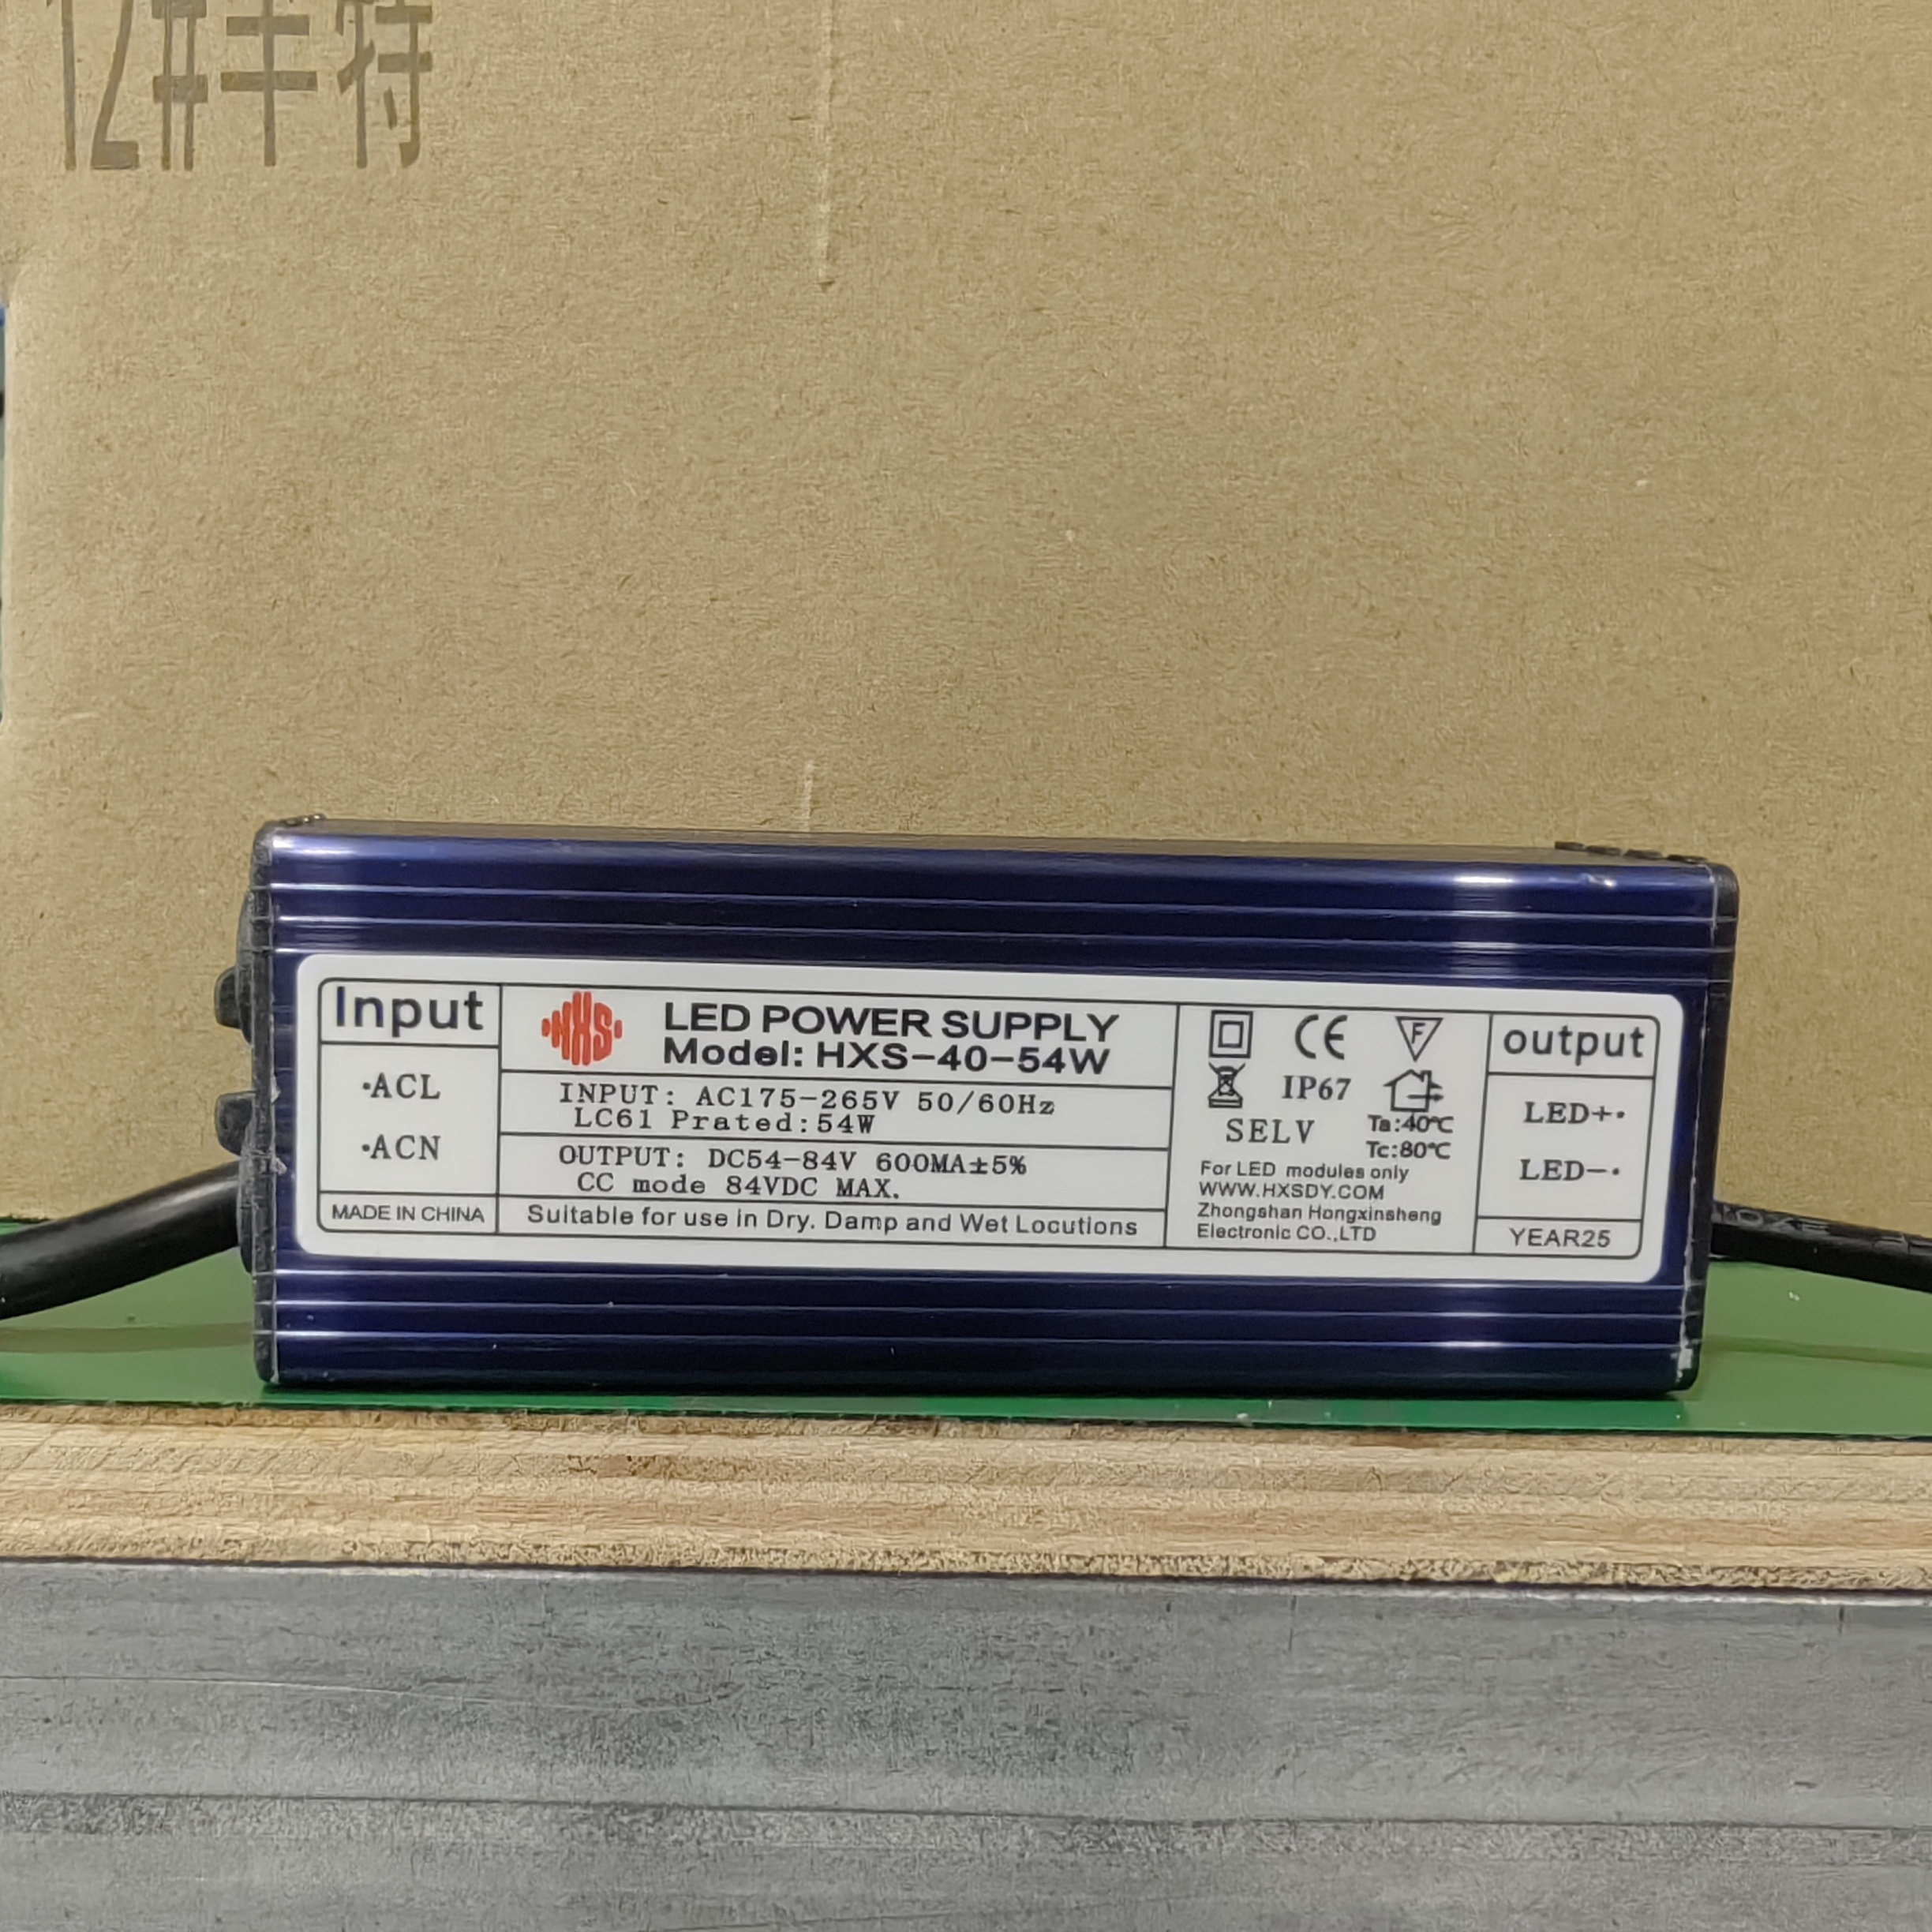 12#半特
Input
·ACL
·ACN
MADE IN CHINA
HXS
LED POWER SUPPLY
Model: HXS-40-54W
INPUT: AC175-265V 50/60Hz
LC61 Prated:54W
OUTPUT: DC54-84V 600MA±5%
CC mode 84VDC MAX.
Suitable for use in Dry. Damp and Wet Locutions
CE
F
IP67
SELV
Ta:40℃
Tc:80℃
For LED modules only
WWW.HXSDY.COM
Zhongshan Hongxinsheng
Electronic CO.,LTD
output
LED+·
LED-·
YEAR25